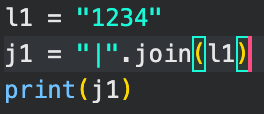 l1 = "1234"
j1 = "|".join(l1)
print(j1)